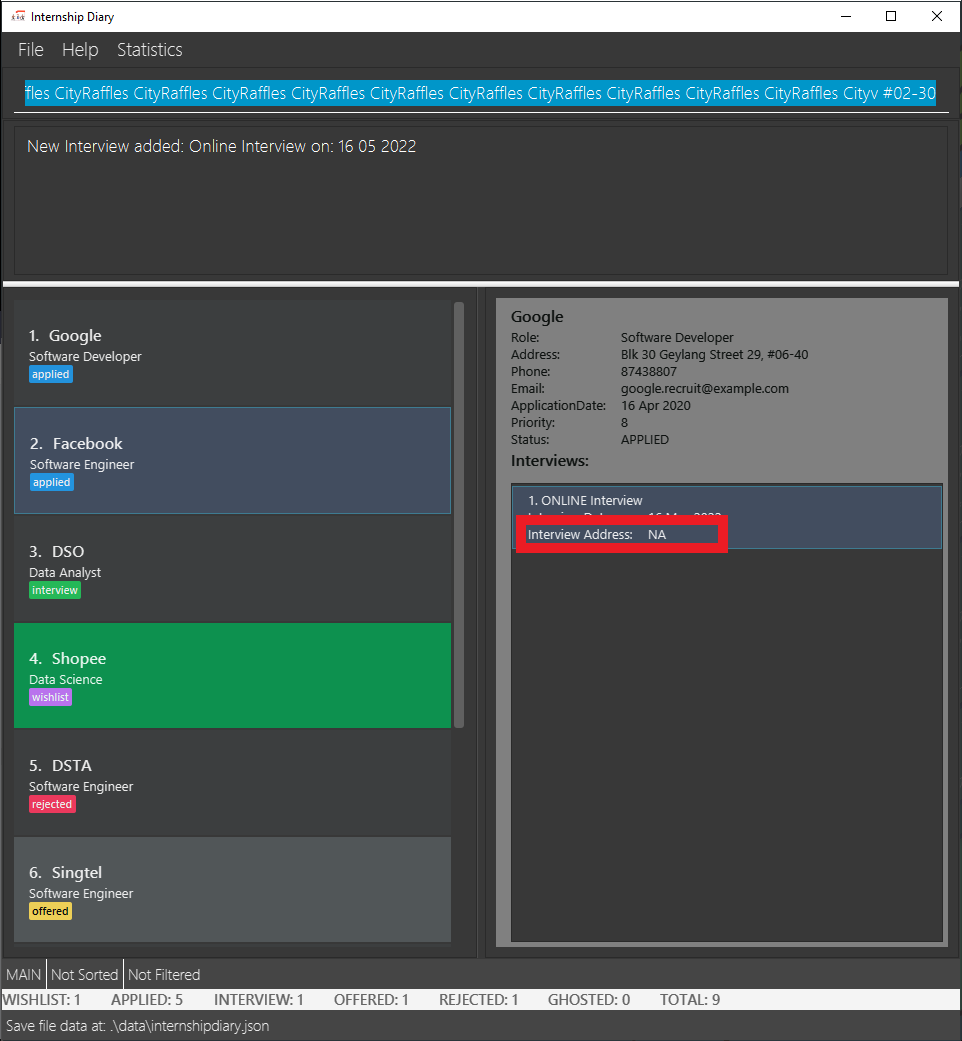 Internship Diary
File Help Statistics
ffles CityRaffles CityRaffles CityRaffles CityRaffles CityRaffles CityRaffles CityRaffles CityRaffles CityRaffles CityRaffles Cityv #02-30
New Interview added: Online Interview on: 16 05 2022
1. Google
Software Developer
applied
2. Facebook
Software Engineer
applied
3. DSO
Data Analyst
interview
4. Shopee
Data Science
wishlist
5. DSTA
Software Engineer
rejected
6. Singtel
Software Engineer
offered
Google
Role: Software Developer
Address: Blk 30 Geylang Street 29, #06-40
Phone: 87438807
Email: google.recruit@example.com
ApplicationDate: 16 Apr 2020
Priority: 8
Status: APPLIED
Interviews:
1. ONLINE Interview
16 May 2022
Interview Address: NA
MAIN Not Sorted Not Filtered
WISHLIST: 1 APPLIED: 5 INTERVIEW: 1 OFFERED: 1 REJECTED: 1 GHOSTED: 0 TOTAL: 9
Save file data at: .\data\internshipdiary.json